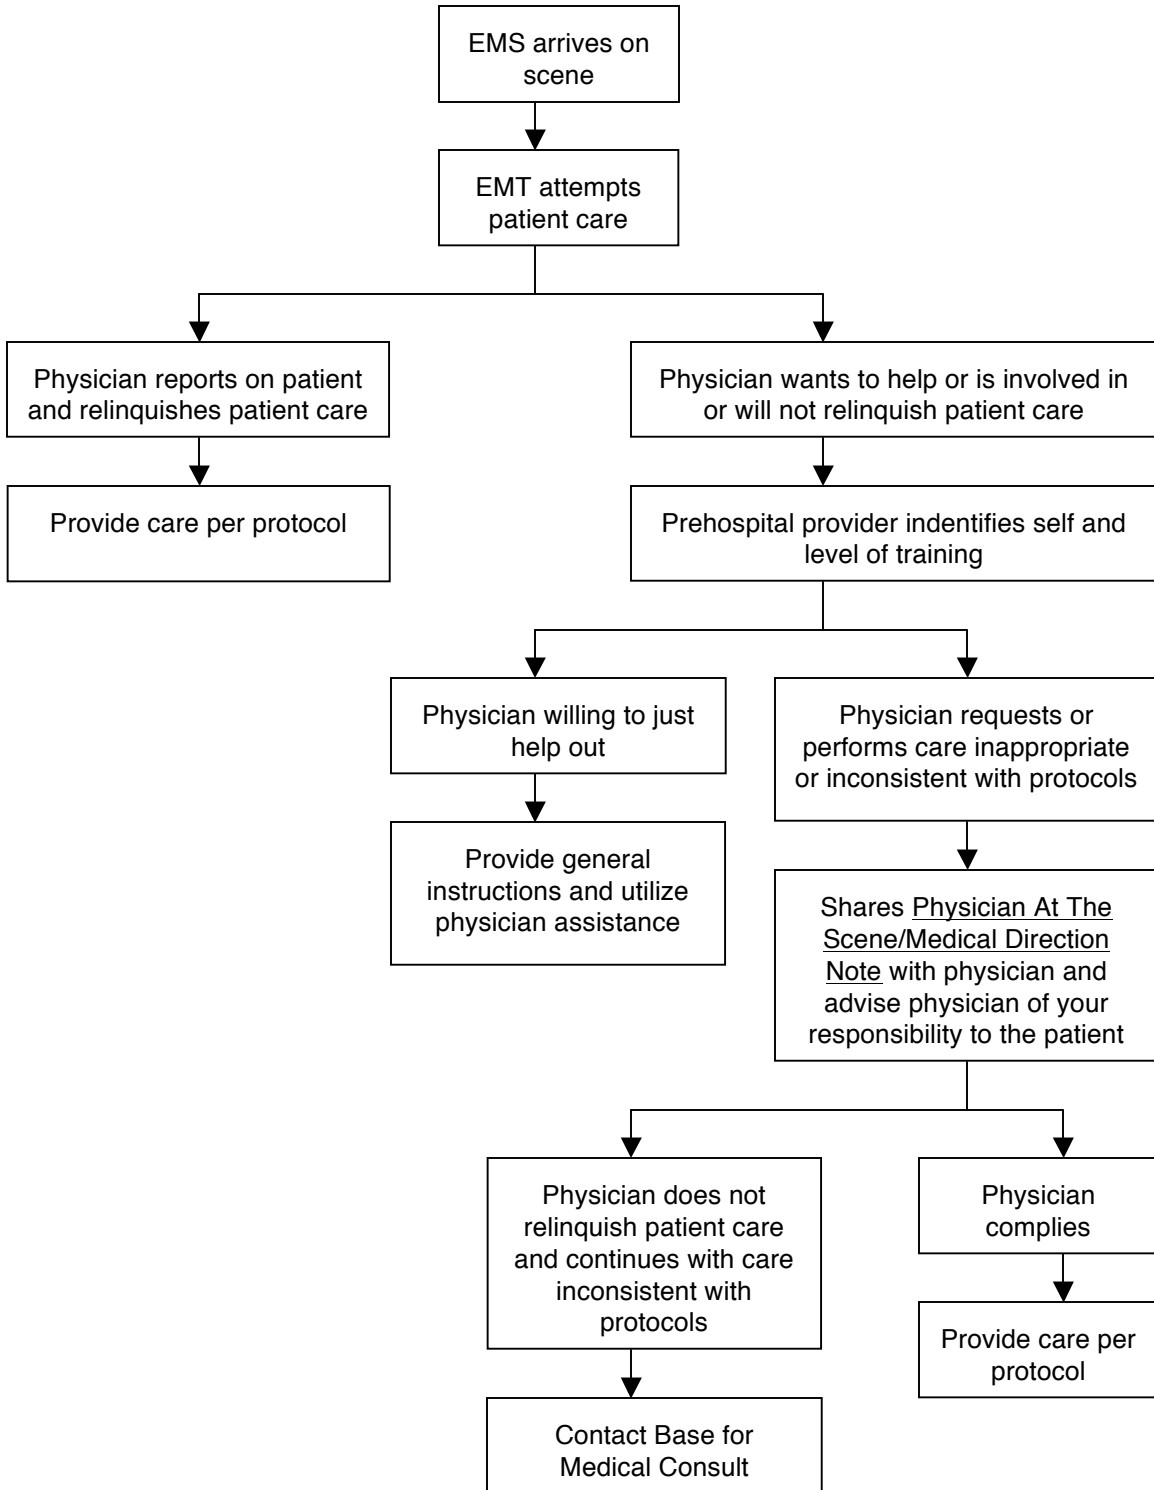 EMS arrives on
scene
EMT attempts
patient care
Physician reports on patient
and relinquishes patient care
Physician wants to help or is involved in
or will not relinquish patient care
Provide care per protocol
Prehospital provider indentifies self and
level of training
Physician willing to just
help out
Physician requests or
performs care inappropriate
or inconsistent with protocols
Provide general
instructions and utilize
physician assistance
Shares Physician At The
Scene/Medical Direction
Note with physician and
advise physician of your
responsibility to the patient
Physician does not
relinquish patient care
and continues with care
inconsistent with
protocols
Physician
complies
Provide care per
protocol
Contact Base for
Medical Consult